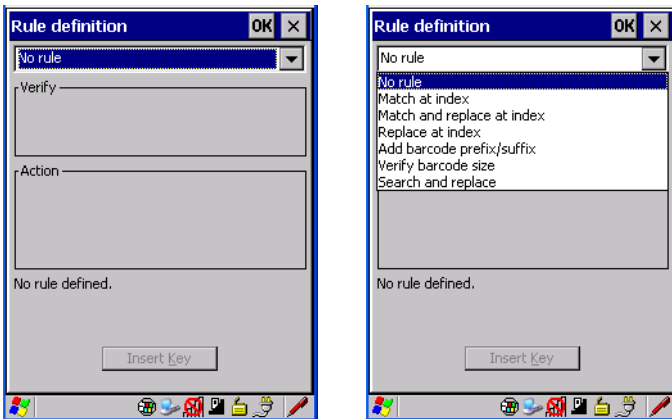 Rule definition OK ×
No rule
Verify
Action
No rule defined.
Insert Key
Rule definition OK ×
No rule
No rule
Match at index
Match and replace at index
Replace at index
Add barcode prefix/suffix
Verify barcode size
Search and replace
No rule defined.
Insert Key